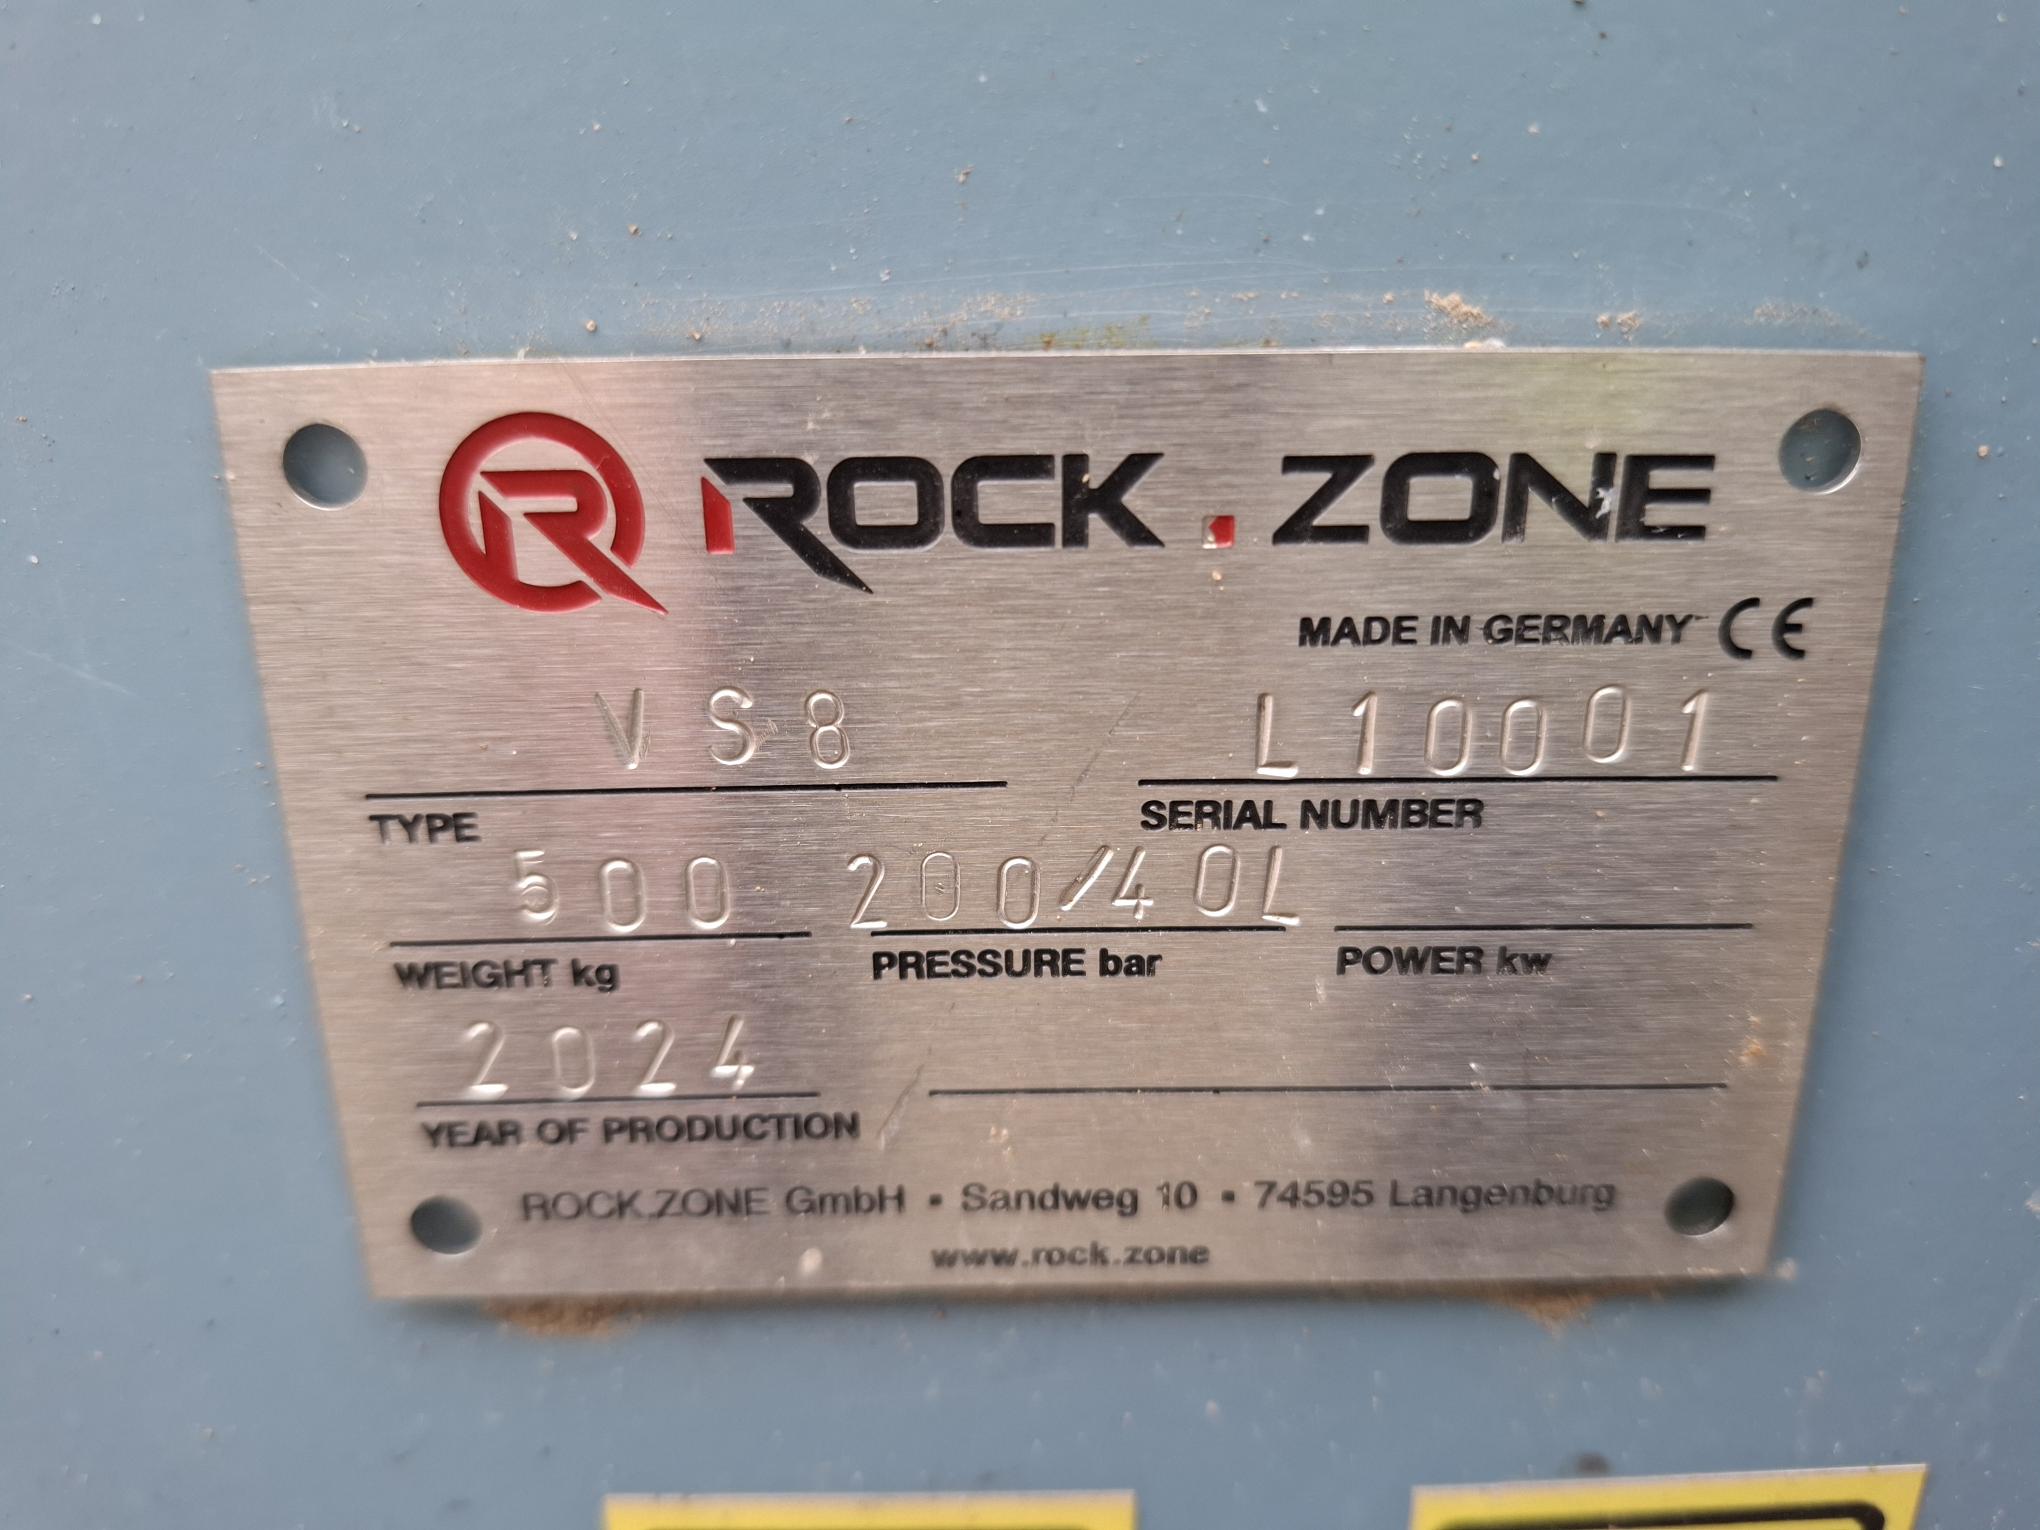 R ROCK.ZONE
MADE IN GERMANY CE
VS8 L10001
TYPE SERIAL NUMBER
500 200/40L
WEIGHT kg PRESSURE bar POWER kw
2024
YEAR OF PRODUCTION
ROCK.ZONE GmbH ▪ Sandweg 10 ▪ 74595 Langenburg
www.rock.zone